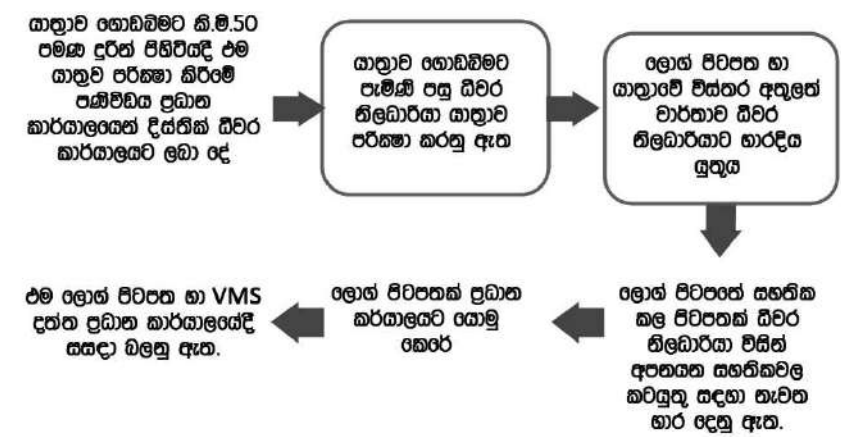 යාත්‍රාව ගොඩබිමට කි.මී.50
පමණ දුරින් පිහිටියදී එම
යාත්‍රව පරික්‍ෂා කිරීමේ
පණිවිඩය ප්‍රධාන
කාර්යාලයෙන් දිස්ත්‍රික් ධීවර
කාර්යාලයට ලබා දේ
යාත්‍රාව ගොඩබිමට
පැමිණි පසු ධීවර
නිලධාරියා යාත්‍රාව
පරික්‍ෂා කරනු ඇත
ලොග් පිටපත හා
යාත්‍රාවේ විස්තර අතුලත්
වාර්තාව ධීවර
නිලධාරියාට භාරදිය
යුතුය
ලොග් පිටපතේ සහතික
කල පිටපතක් ධීවර
නිලධාරියා විසින්
අපනයන සහතිකවල
කටයුතු සඳහා නැවත
භාර දෙනු ඇත.
ලොග් පිටපතක් ප්‍රධාන
කර්යාලයට යොමු
කෙරේ
එම ලොග් පිටපත හා VMS
දත්ත ප්‍රධාන කාර්යාලයේදී
සසඳා බලනු ඇත.